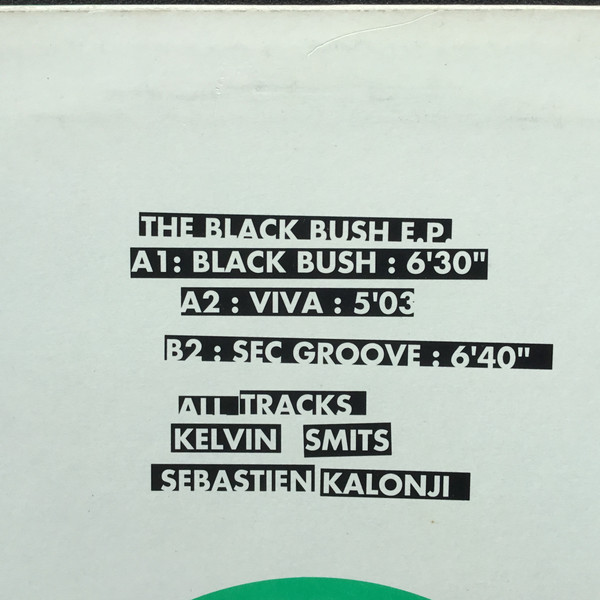 THE BLACK BUSH E.P.
A1: BLACK BUSH : 6'30"
A2 : VIVA : 5'03
B2 : SEC GROOVE : 6'40"
ALL TRACKS
KELVIN SMITS
SEBASTIEN KALONJI